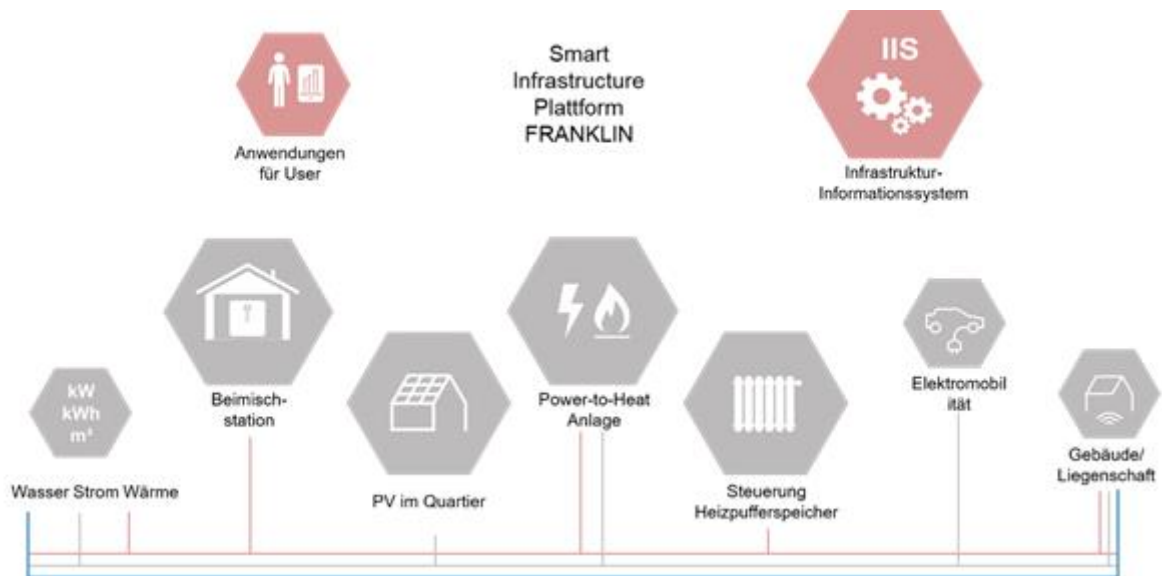 Smart
Infrastructure
Plattform
FRANKLIN
IIS
Anwendungen
für User
Infrastruktur-
Informationssystem
kW
kWh
m³
Beimisch-
station
Power-to-Heat
Anlage
Elektromobil
ität
Gebäude/
Liegenschaft
Wasser Strom Wärme
PV im Quartier
Steuerung
Heizpufferspeicher